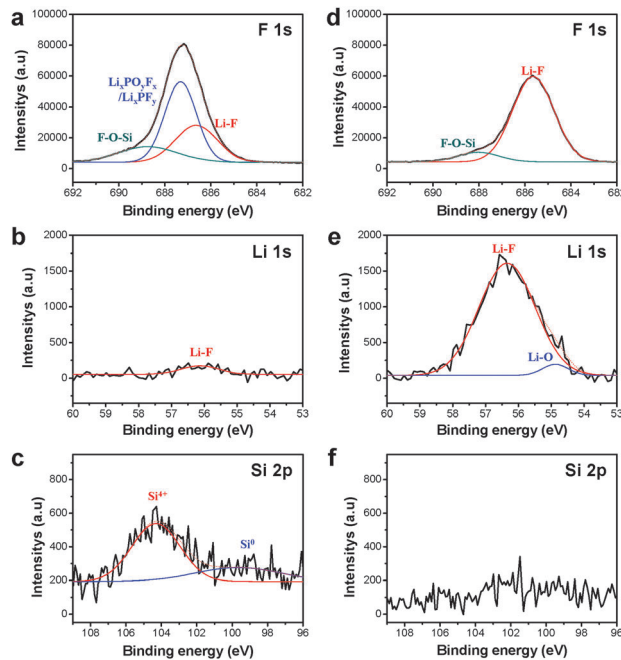 a
F 1s
100000
80000
60000
40000
20000
0
Li_xPO_yF_x
/Li_xPF_y
Li-F
F-O-Si
692 690 688 686 684 682
Binding energy (eV)
Intensitys (a.u)
d
F 1s
100000
80000
60000
40000
20000
0
Li-F
F-O-Si
692 690 688 686 684 682
Binding energy (eV)
Intensitys (a.u)
b
Li 1s
2000
1500
1000
500
0
Li-F
60 59 58 57 56 55 54 53
Binding energy (eV)
Intensitys (a.u)
e
Li 1s
2000
1500
1000
500
0
Li-F
Li-O
60 59 58 57 56 55 54 53
Binding energy (eV)
Intensitys (a.u)
c
Si 2p
800
600
400
200
0
Si⁴⁺
Si⁰
108 106 104 102 100 98 96
Binding energy (eV)
Intensitys (a.u)
f
Si 2p
800
600
400
200
0
108 106 104 102 100 98 96
Binding energy (eV)
Intensitys (a.u)